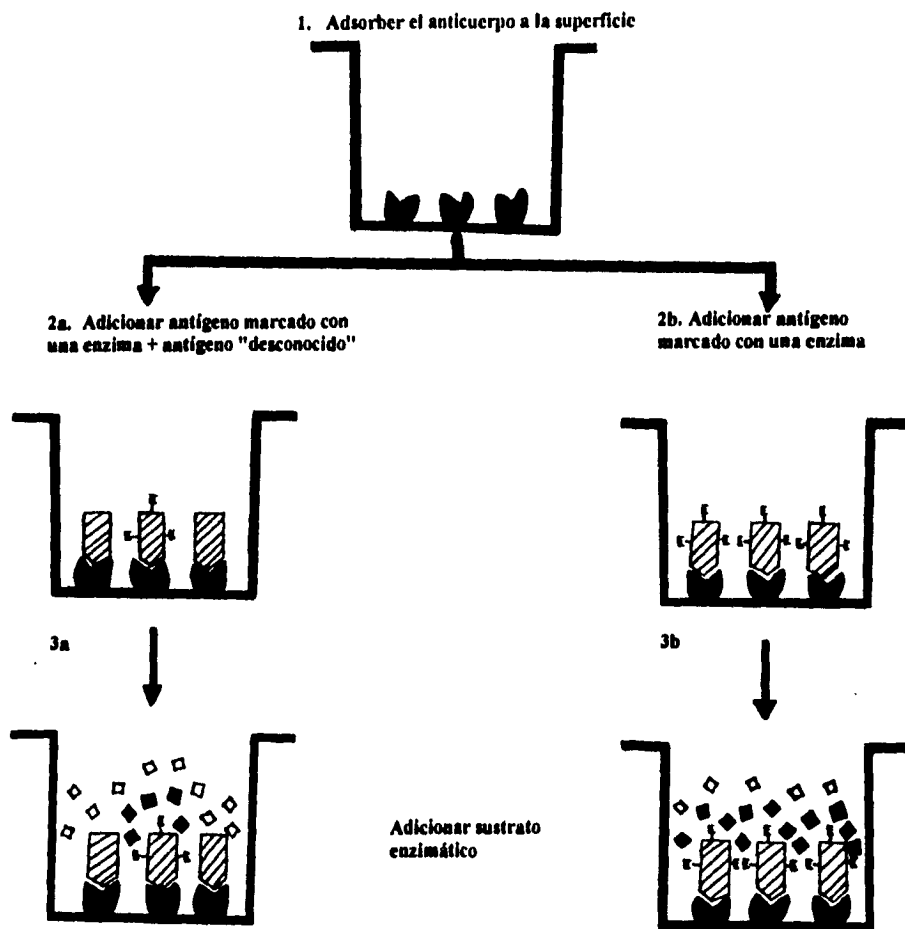 1. Adsorber el anticuerpo a la superficie
2a. Adicionar antígeno marcado con
una enzima + antígeno "desconocido"
2b. Adicionar antígeno
marcado con una enzima
E
E E
E E E
E E E E E E
3a
3b
Adicionar sustrato
enzimático
E
E E
E E E
E E E E E